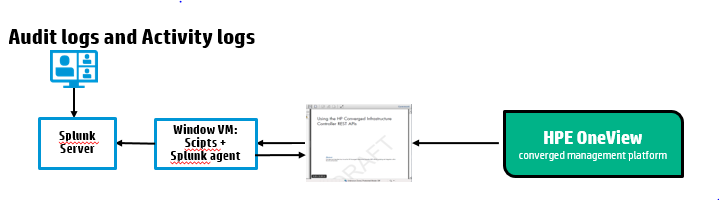 Audit logs and Activity logs
Splunk
Server
Window VM:
Scipts +
Splunk agent
Using the HP Converged Infrastructure
Controller REST APIs
DRAFT
HPE OneView
converged management platform